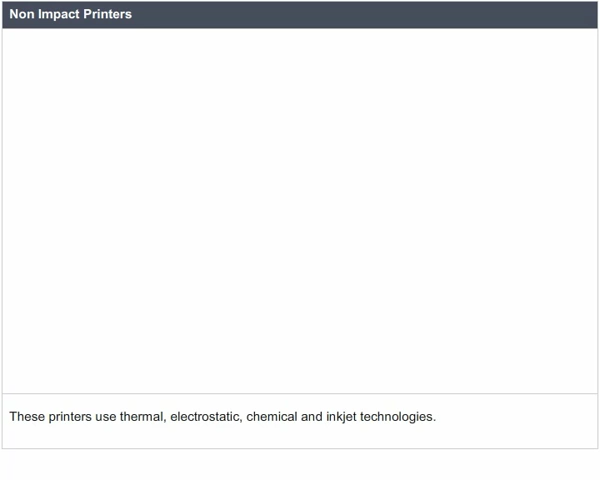 Non Impact Printers
These printers use thermal, electrostatic, chemical and inkjet technologies.